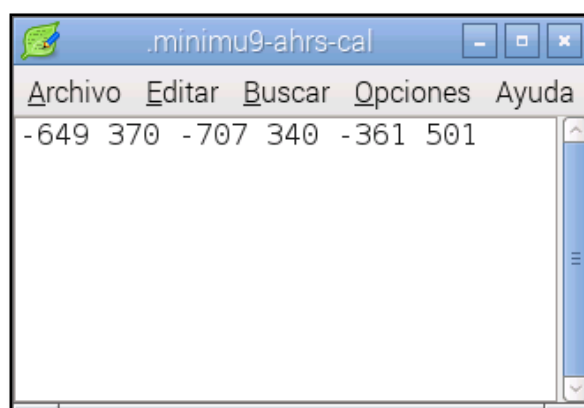 .minimu9-ahrs-cal
Archivo Editar Buscar Opciones Ayuda
-649 370 -707 340 -361 501